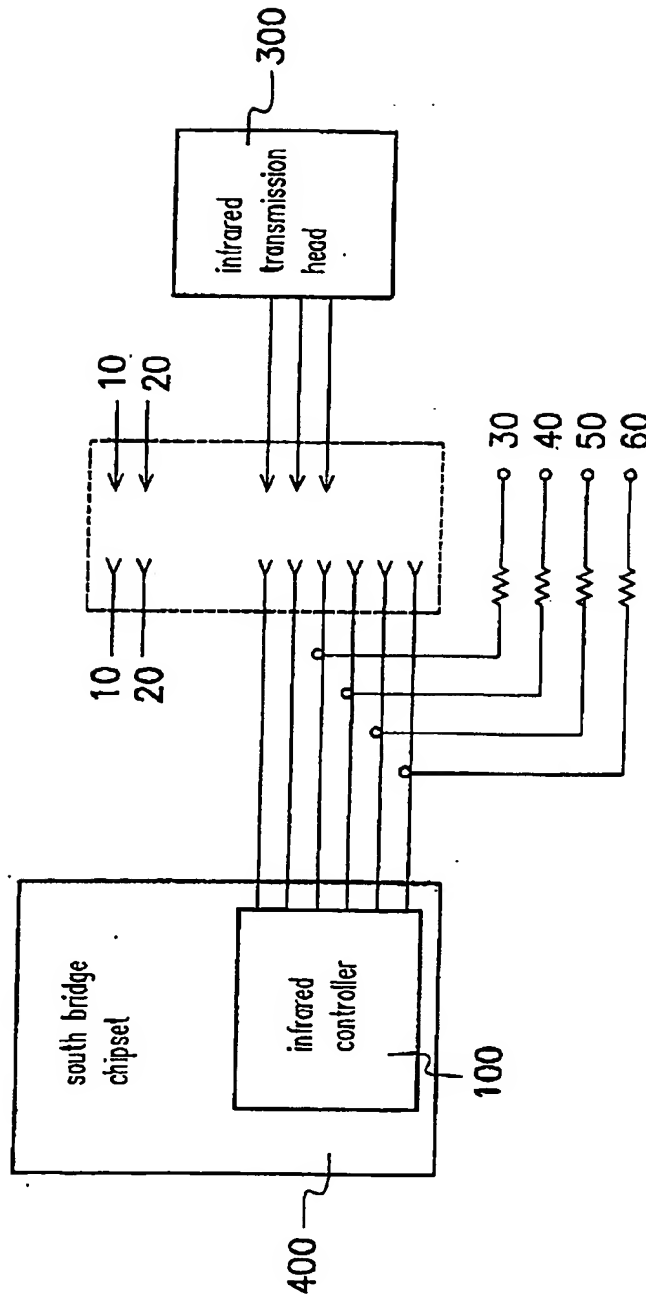 south bridge
chipset
infrared
controller
100
400
10
20
10
20
30
40
50
60
infrared
transmission
head
300